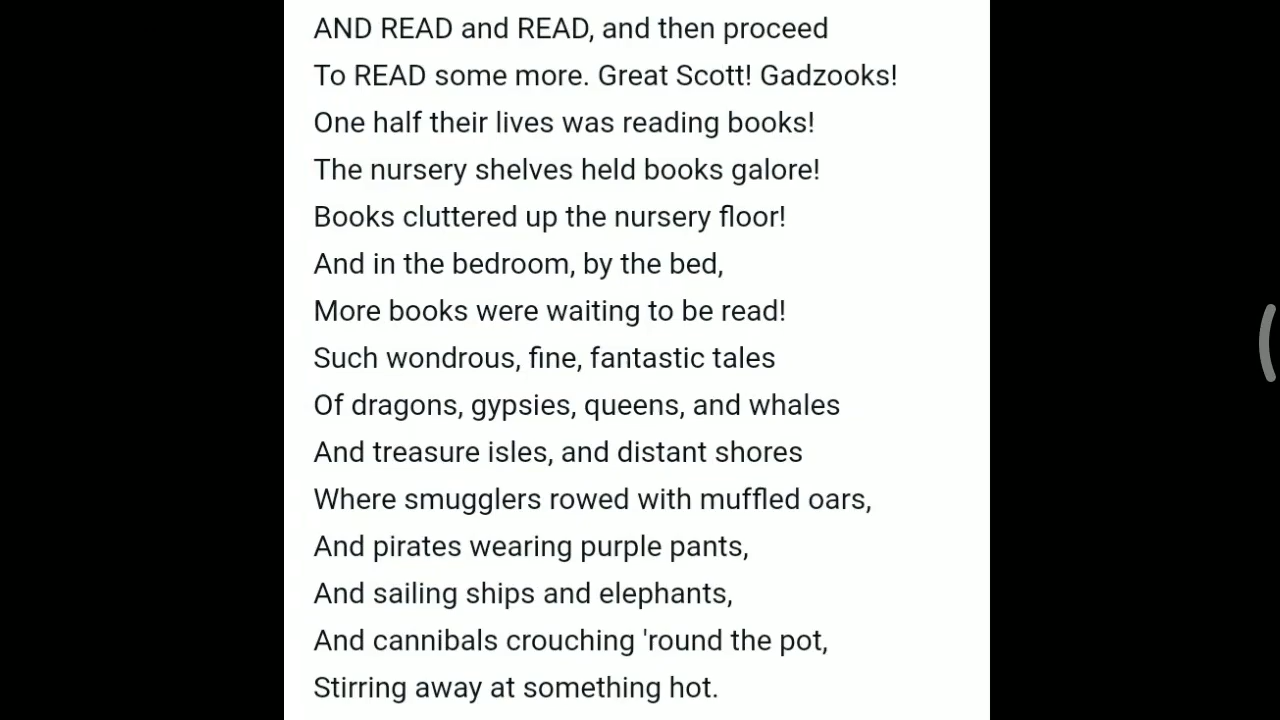 AND READ and READ, and then proceed
To READ some more. Great Scott! Gadzooks!
One half their lives was reading books!
The nursery shelves held books galore!
Books cluttered up the nursery floor!
And in the bedroom, by the bed,
More books were waiting to be read!
Such wondrous, fine, fantastic tales
Of dragons, gypsies, queens, and whales
And treasure isles, and distant shores
Where smugglers rowed with muffled oars,
And pirates wearing purple pants,
And sailing ships and elephants,
And cannibals crouching 'round the pot,
Stirring away at something hot.